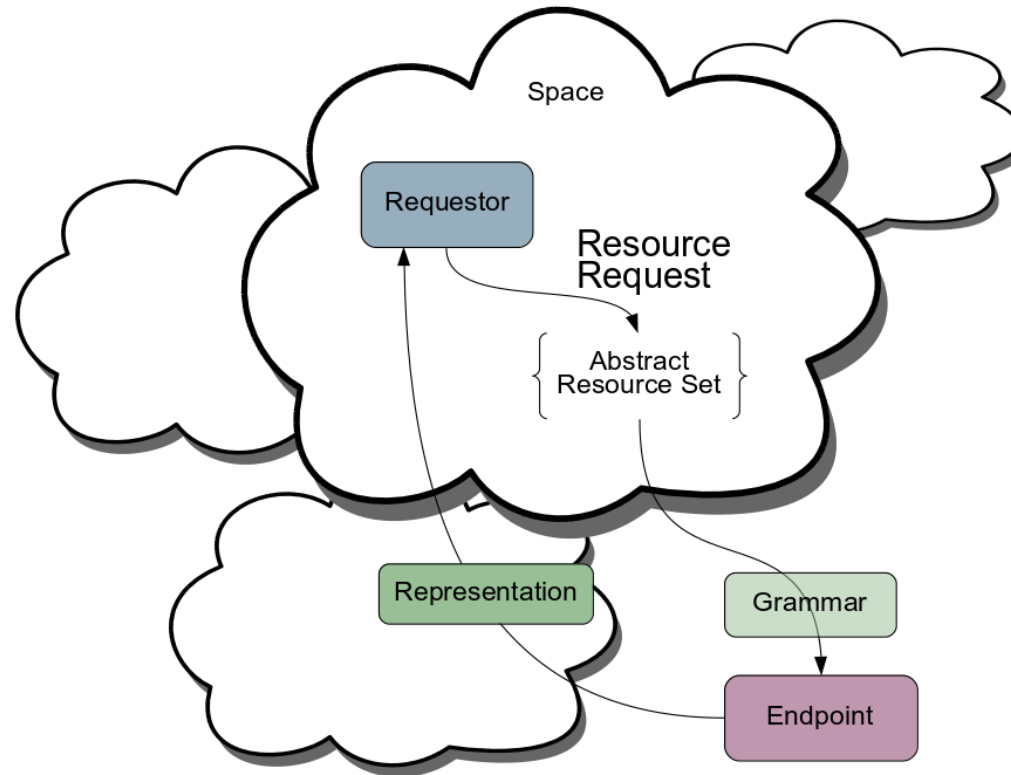 Space
Requestor
Resource
Request
Abstract
Resource Set
Representation
Grammar
Endpoint